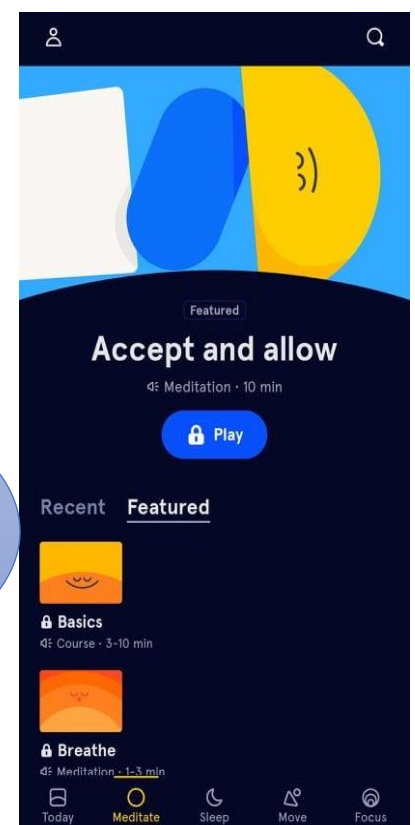 Featured
Accept and allow
Meditation · 10 min
Play
Recent Featured
Basics
Course · 3-10 min
Breathe
Meditation · 1-3 min
Today Meditate Sleep Move Focus